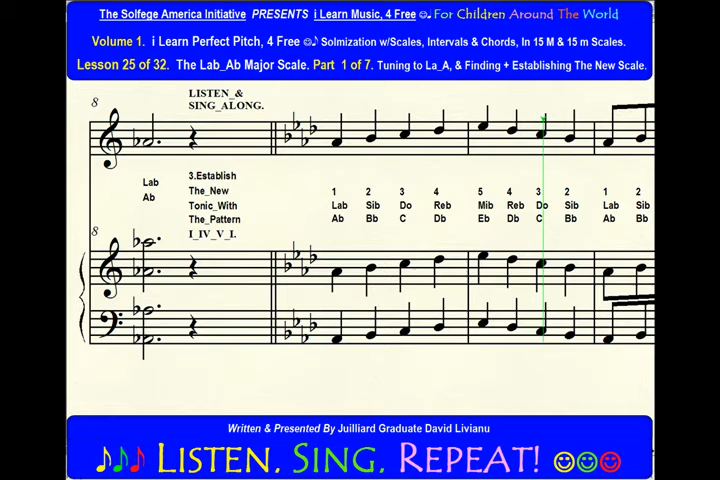 The Solfege America Initiative PRESENTS i Learn Music, 4 Free ☺♪ For Children Around The World
Volume 1. i Learn Perfect Pitch, 4 Free ☺♪ Solmization w/Scales, Intervals & Chords, In 15 M & 15 m Scales.
Lesson 25 of 32. The Lab_Ab Major Scale. Part 1 of 7. Tuning to La_A, & Finding + Establishing The New Scale.
8
LISTEN_&
SING_ALONG.
Lab
Ab
3.Establish
The_New
Tonic_With
The_Pattern
I_IV_V_I.
1 2 3 4 5 4 3 2 1 2
Lab Sib Do Reb Mib Reb Do Sib Lab Sib
Ab Bb C Db Eb Db C Bb Ab Bb
8
Written & Presented By Juilliard Graduate David Livianu
♪♪♪ LISTEN, SING, REPEAT! ☺☺☺